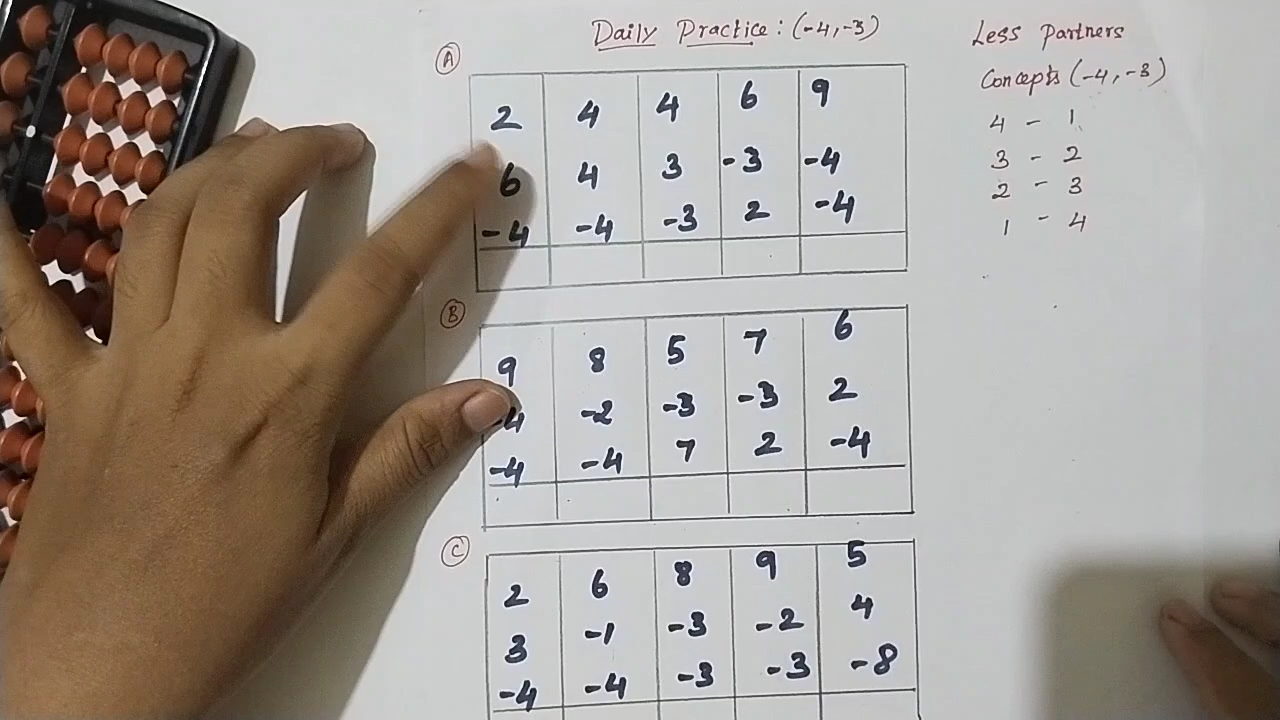 Daily Practice: (-4,-3)
Less Partners
Concepts (-4, -3)
4 - 1
3 - 2
2 - 3
1 - 4
A
2 4 4 6 9
6 4 3 -3 -4
-4 -4 -3 2 -4
B
9 8 5 7 6
-4 -2 -3 -3 2
-4 -4 7 2 -4
C
2 6 8 9 5
3 -1 -3 -2 4
-4 -4 -3 -3 -8